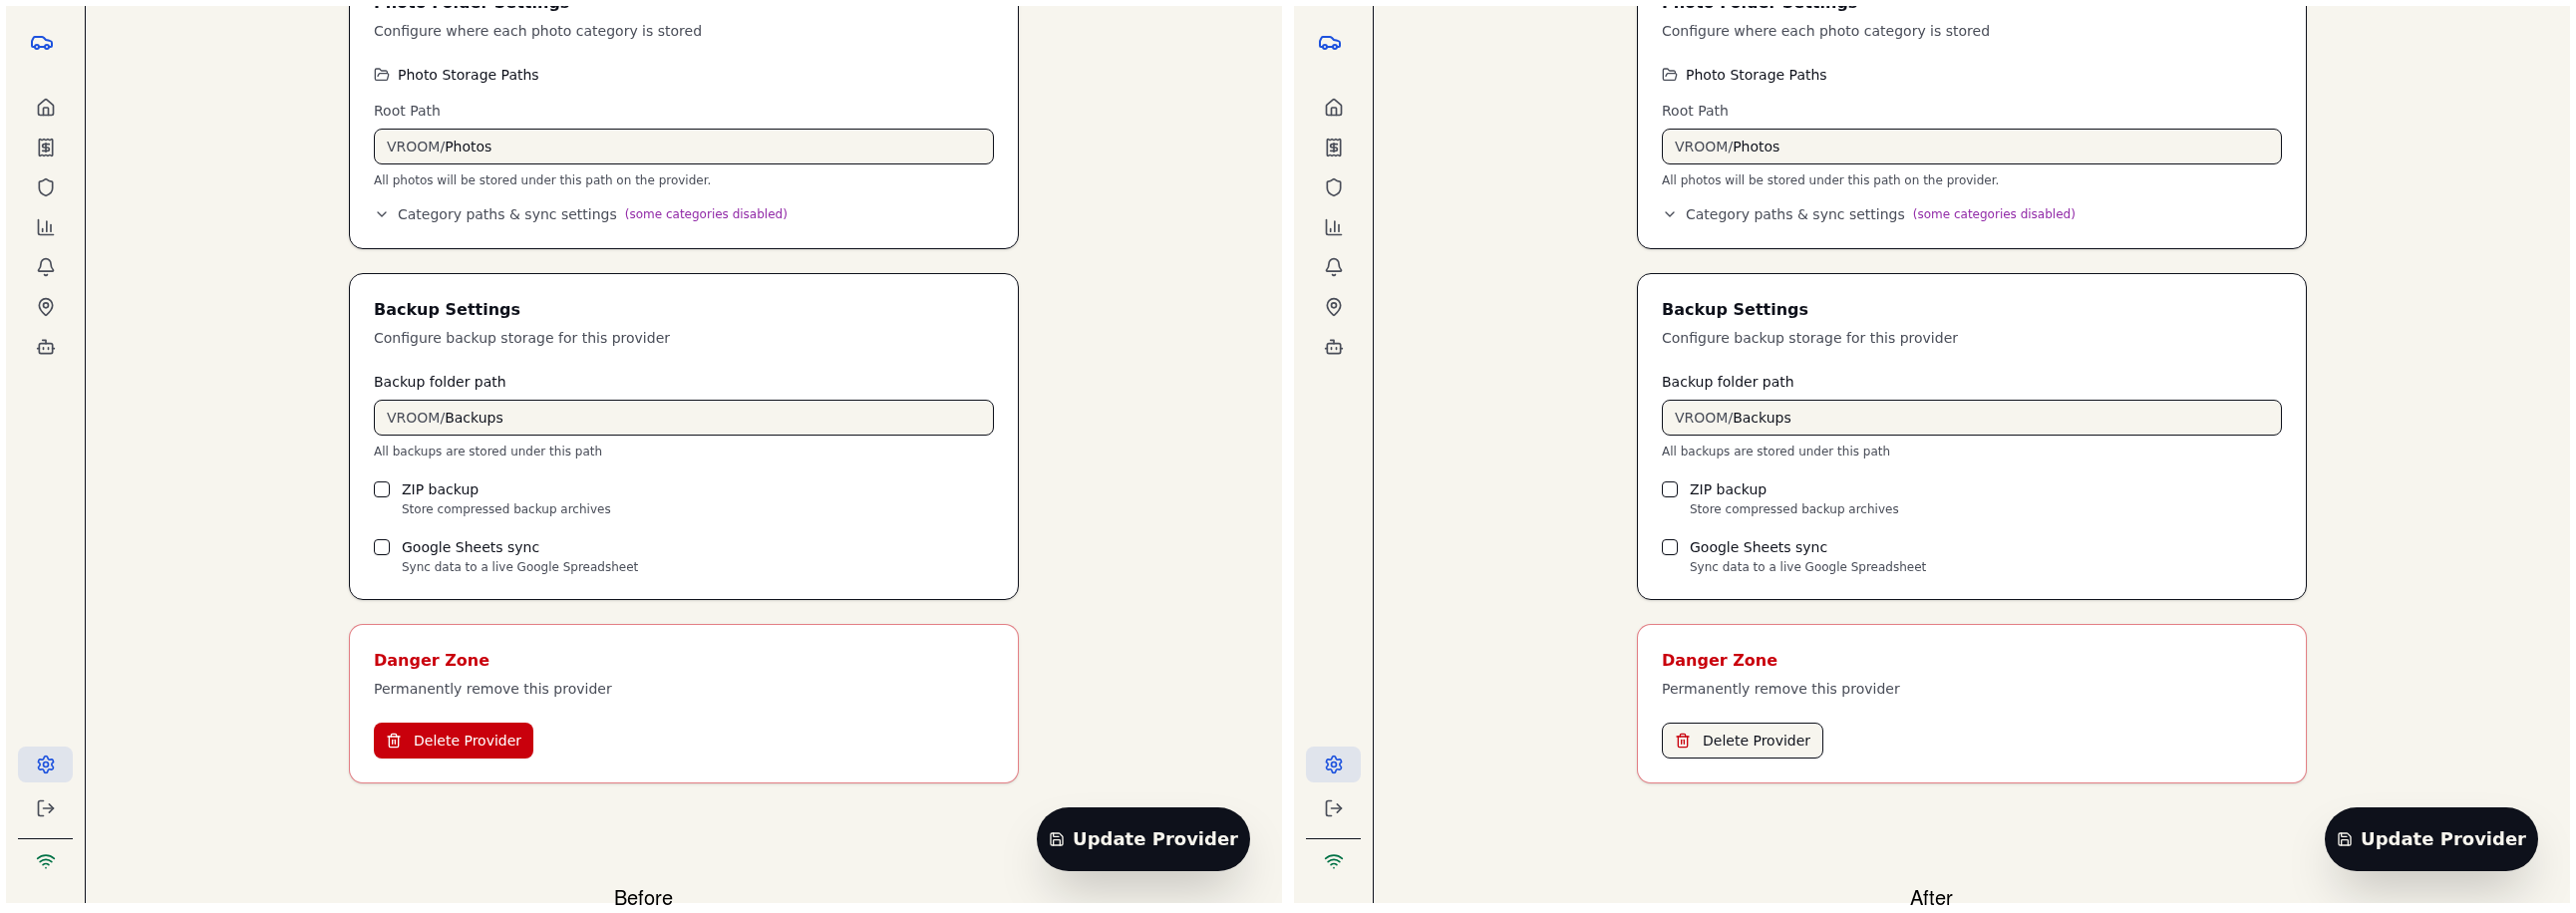 Photo Folder Settings
Configure where each photo category is stored
Photo Storage Paths
Root Path
VROOM/Photos
All photos will be stored under this path on the provider.
Category paths & sync settings (some categories disabled)
Backup Settings
Configure backup storage for this provider
Backup folder path
VROOM/Backups
All backups are stored under this path
ZIP backup
Store compressed backup archives
Google Sheets sync
Sync data to a live Google Spreadsheet
Danger Zone
Permanently remove this provider
Delete Provider
Update Provider
Before
Photo Folder Settings
Configure where each photo category is stored
Photo Storage Paths
Root Path
VROOM/Photos
All photos will be stored under this path on the provider.
Category paths & sync settings (some categories disabled)
Backup Settings
Configure backup storage for this provider
Backup folder path
VROOM/Backups
All backups are stored under this path
ZIP backup
Store compressed backup archives
Google Sheets sync
Sync data to a live Google Spreadsheet
Danger Zone
Permanently remove this provider
Delete Provider
Update Provider
After